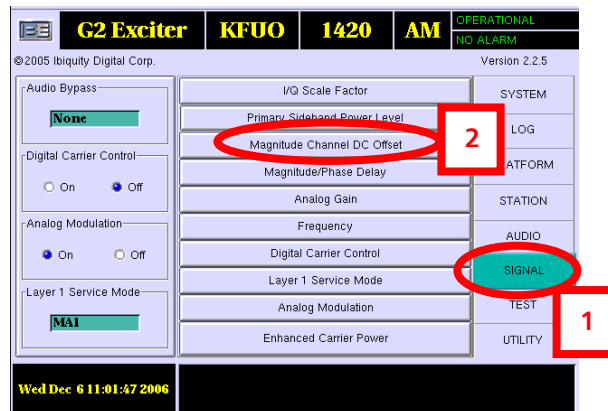 IBE G2 Exciter KFUO 1420 AM OPERATIONAL
NO ALARM
©2005 Ibiquity Digital Corp. Version 2.2.5
Audio Bypass
None
Digital Carrier Control
On Off
Analog Modulation
On Off
Layer 1 Service Mode
MA1
I/Q Scale Factor
Primary Sideband Power Level
Magnitude Channel DC Offset
Magnitude/Phase Delay
Analog Gain
Frequency
Digital Carrier Control
Layer 1 Service Mode
Analog Modulation
Enhanced Carrier Power
2
SYSTEM
LOG
ATFORM
STATION
AUDIO
SIGNAL
TEST
UTILITY
1
Wed Dec 6 11:01:47 2006